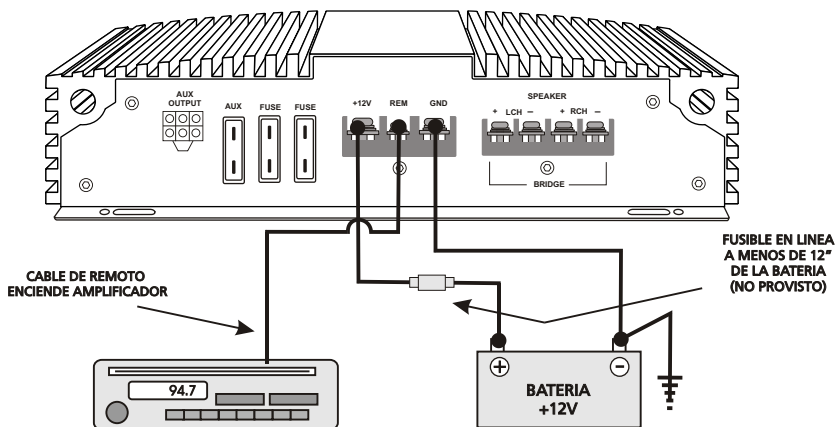 AUX
OUTPUT
AUX
FUSE
FUSE
+12V
REM
GND
SPEAKER
+ LCH –
+ RCH –
BRIDGE
CABLE DE REMOTO
ENCIENDE AMPLIFICADOR
FUSIBLE EN LINEA
A MENOS DE 12"
DE LA BATERIA
(NO PROVISTO)
94.7
+
–
BATERIA
+12V